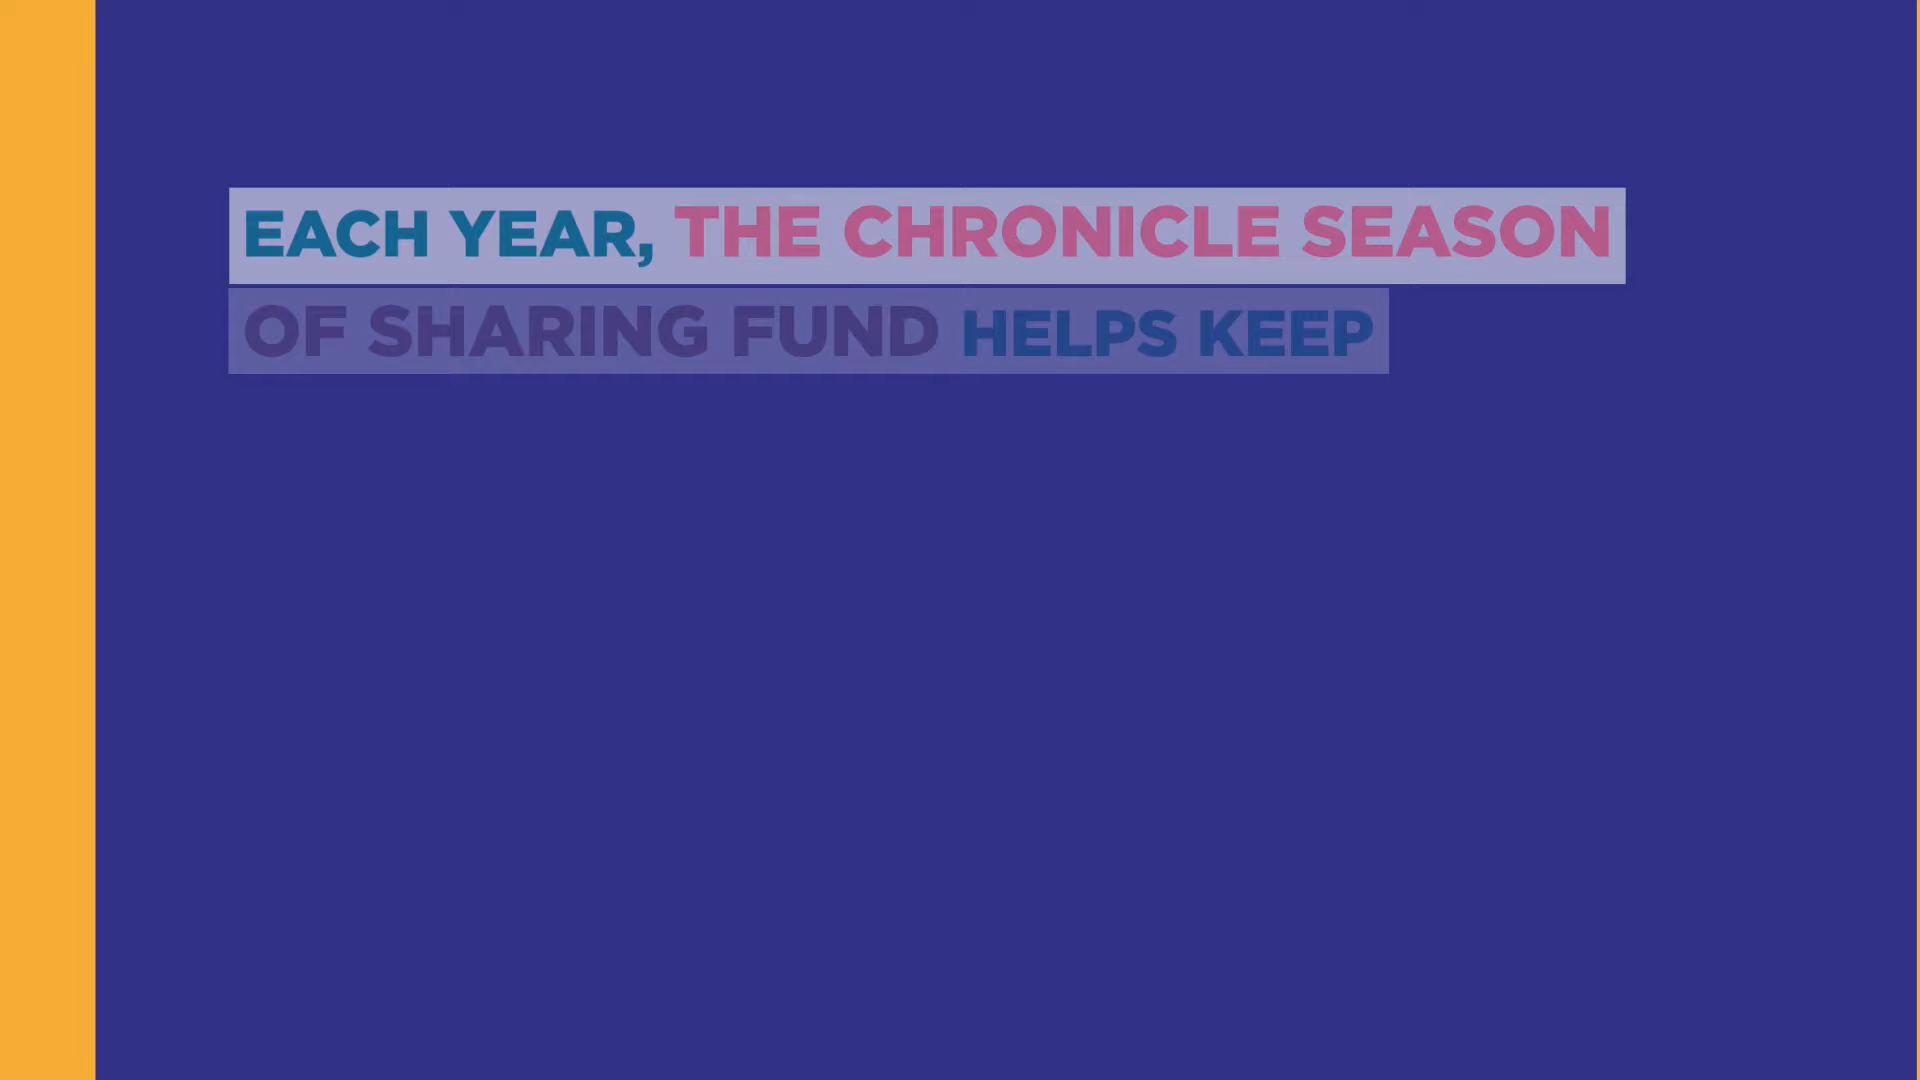 EACH YEAR, THE CHRONICLE SEASON
OF SHARING FUND HELPS KEEP